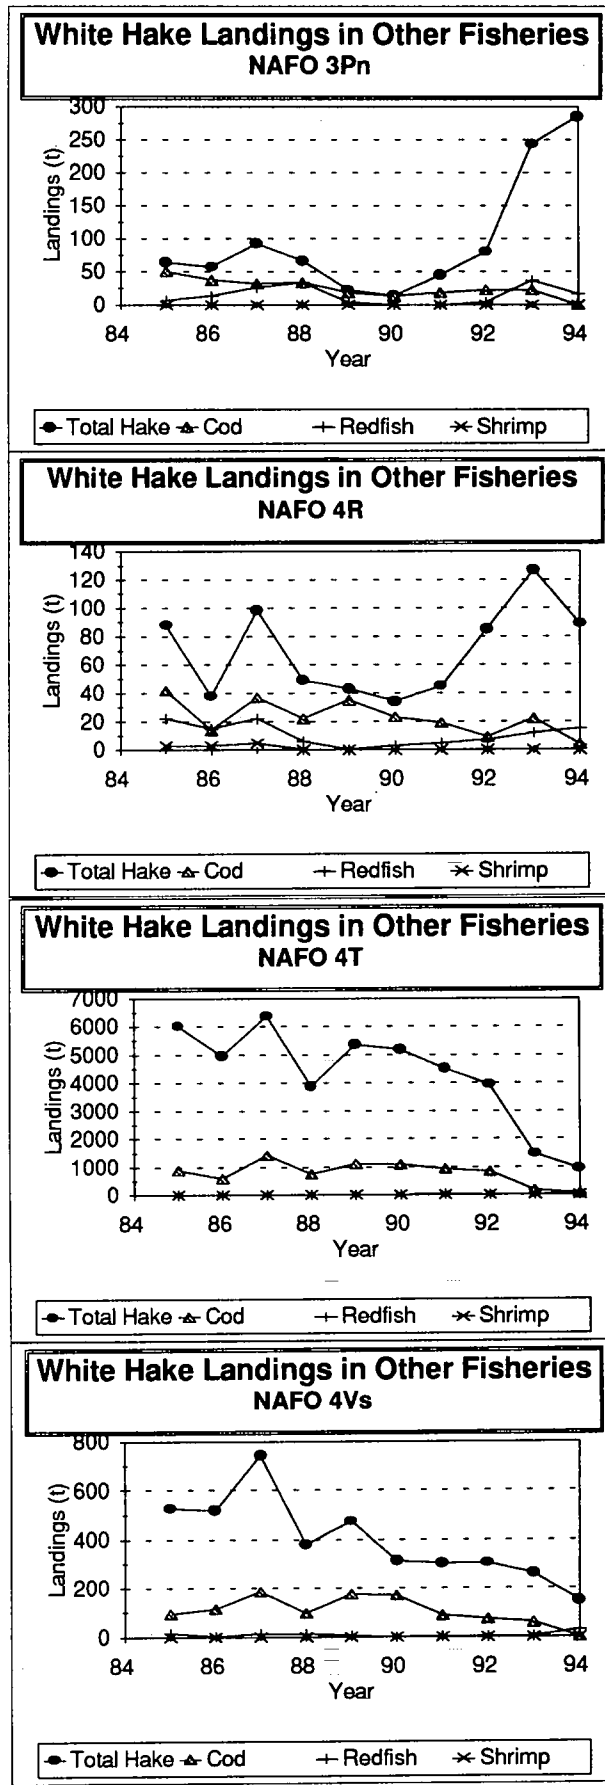 White Hake Landings in Other Fisheries
NAFO 3Pn
300
250
200
150
100
50
0
Landings (t)
84 86 88 90 92 94
Year
Total Hake Cod Redfish Shrimp
White Hake Landings in Other Fisheries
NAFO 4R
140
120
100
80
60
40
20
0
Landings (t)
84 86 88 90 92 94
Year
Total Hake Cod Redfish Shrimp
White Hake Landings in Other Fisheries
NAFO 4T
7000
6000
5000
4000
3000
2000
1000
0
Landings (t)
84 86 88 90 92 94
Year
Total Hake Cod Redfish Shrimp
White Hake Landings in Other Fisheries
NAFO 4Vs
800
600
400
200
0
Landings (t)
84 86 88 90 92 94
Year
Total Hake Cod Redfish Shrimp